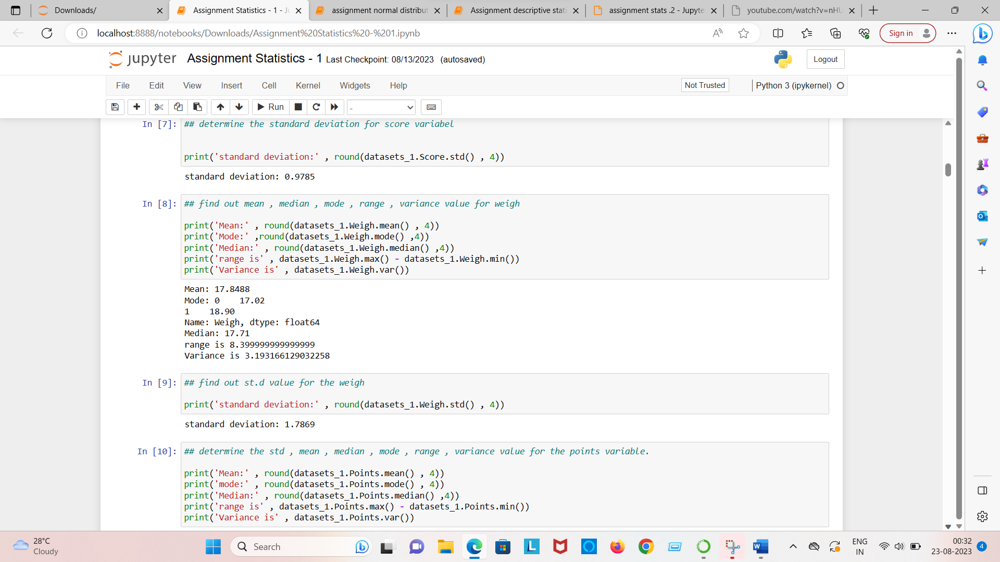 Downloads/
Assignment Statistics - 1 - Ju
assignment normal distribut
Assignment descriptive stati
assignment stats .2 - Jupyte
youtube.com/watch?v=nHU
localhost:8888/notebooks/Downloads/Assignment%20Statistics%20-%201.ipynb
Sign in
jupyter Assignment Statistics - 1 Last Checkpoint: 08/13/2023 (autosaved)
Logout
File Edit View Insert Cell Kernel Widgets Help
Not Trusted
Python 3 (ipykernel)
Run
-
In [7]: ## determine the standard deviation for score variabel
print('standard deviation:' , round(datasets_1.Score.std() , 4))
standard deviation: 0.9785
In [8]: ## find out mean , median , mode , range , variance value for weigh
print('Mean:' , round(datasets_1.Weigh.mean() , 4))
print('Mode:' ,round(datasets_1.Weigh.mode() ,4))
print('Median:' , round(datasets_1.Weigh.median() ,4))
print('range is' , datasets_1.Weigh.max() - datasets_1.Weigh.min())
print('Variance is' , datasets_1.Weigh.var())
Mean: 17.8488
Mode: 0    17.02
1    18.90
Name: Weigh, dtype: float64
Median: 17.71
range is 8.399999999999999
Variance is 3.193166129032258
In [9]: ## find out st.d value for the weigh
print('standard deviation:' , round(datasets_1.Weigh.std() , 4))
standard deviation: 1.7869
In [10]: ## determine the std , mean , median , mode , range , variance value for the points variable.
print('Mean:' , round(datasets_1.Points.mean() , 4))
print('mode:' , round(datasets_1.Points.mode() , 4))
print('Median:' , round(datasets_1.Points.median() ,4))
print('range is' , datasets_1.Points.max() - datasets_1.Points.min())
print('Variance is' , datasets_1.Points.var())
28°C
Cloudy
Search
ENG
IN
00:32
23-08-2023
4